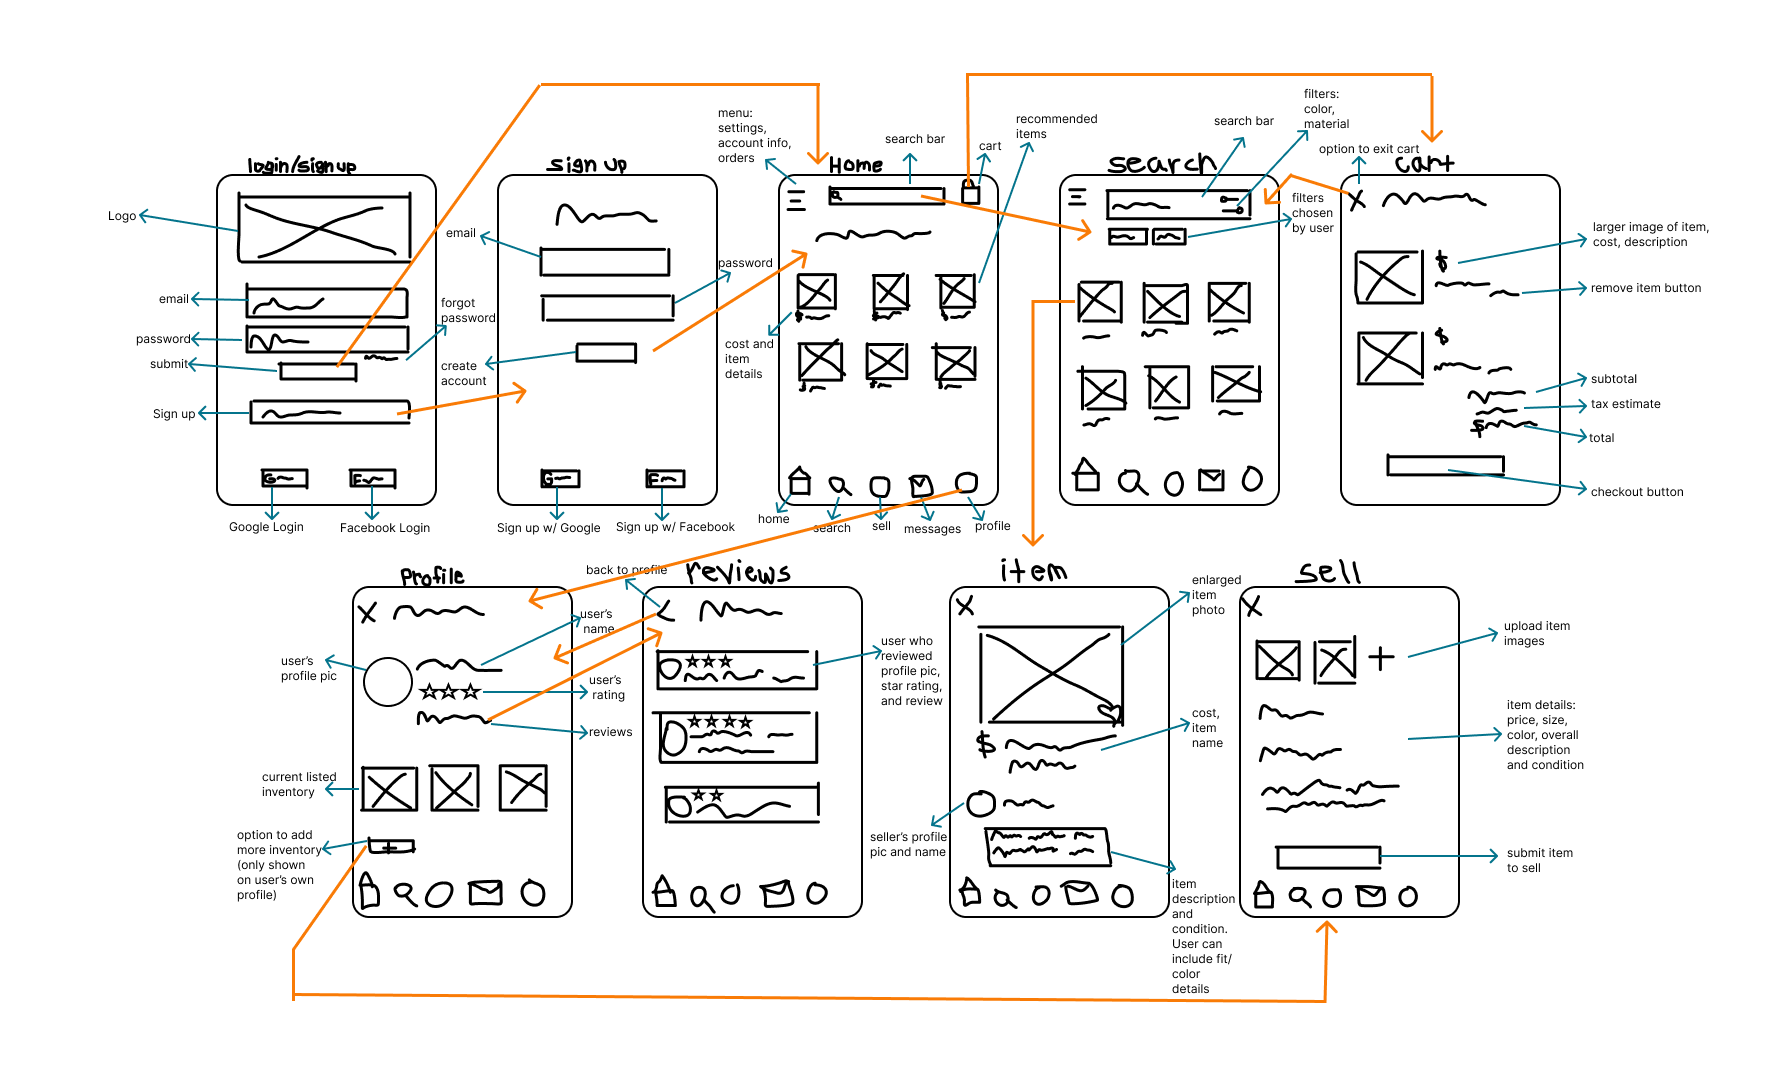 login/signup
Logo
email
password
submit
Sign up
forgot
password
G
F
Google Login
Facebook Login
sign up
email
password
create
account
G
F
Sign up w/ Google
Sign up w/ Facebook
Home
menu:
settings,
account info,
orders
search bar
cart
recommended
items
cost and
item
details
$
$
$
$
$
$
home
search
sell
messages
profile
search
search bar
filters:
color,
material
filters
chosen
by user
cart
option to exit cart
X
$
larger image of item,
cost, description
remove item button
$
subtotal
tax estimate
$
total
checkout button
Profile
X
user's
name
user's
profile pic
user's
rating
reviews
current listed
inventory
option to add
more inventory
(only shown
on user's own
profile)
+
reviews
back to profile
<
user who
reviewed
profile pic,
star rating,
and review
item
X
enlarged
item
photo
$
cost,
item
name
seller's profile
pic and name
item
description
and
condition.
User can
include fit/
color
details
sell
X
+
upload item
images
item details:
price, size,
color, overall
description
and condition
submit item
to sell